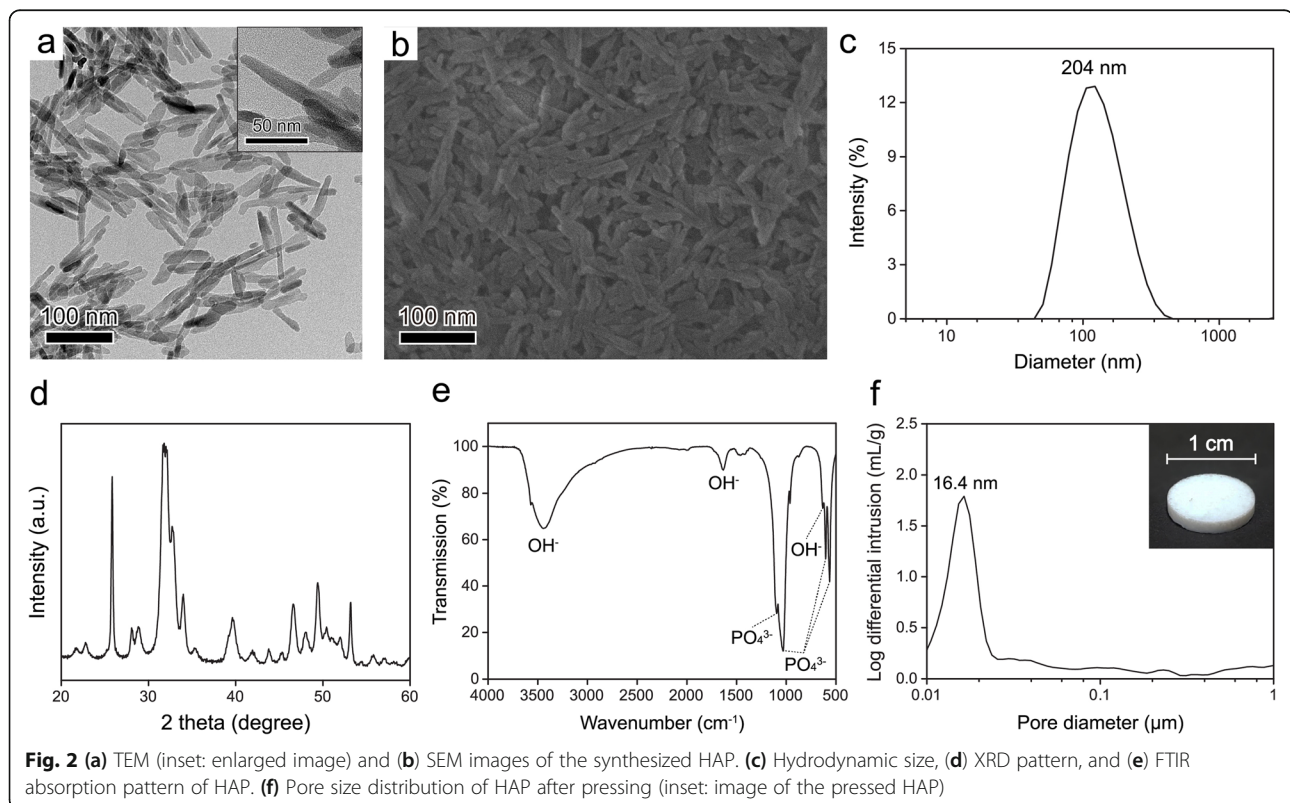 a
50 nm
100 nm
b
100 nm
c
204 nm
15
12
9
6
3
0
Intensity (%)
10 100 1000
Diameter (nm)
d
Intensity (a.u.)
20 30 40 50 60
2 theta (degree)
e
100
80
60
40
20
0
Transmission (%)
OH-
OH-
OH-
PO₄³⁻
PO₄³⁻
4000 3500 3000 2500 2000 1500 1000 500
Wavenumber (cm⁻¹)
f
2.5
2.0
1.5
1.0
0.5
0.0
Log differential intrusion (mL/g)
16.4 nm
1 cm
0.01 0.1 1
Pore diameter (µm)
Fig. 2 (a) TEM (inset: enlarged image) and (b) SEM images of the synthesized HAP. (c) Hydrodynamic size, (d) XRD pattern, and (e) FTIR
absorption pattern of HAP. (f) Pore size distribution of HAP after pressing (inset: image of the pressed HAP)